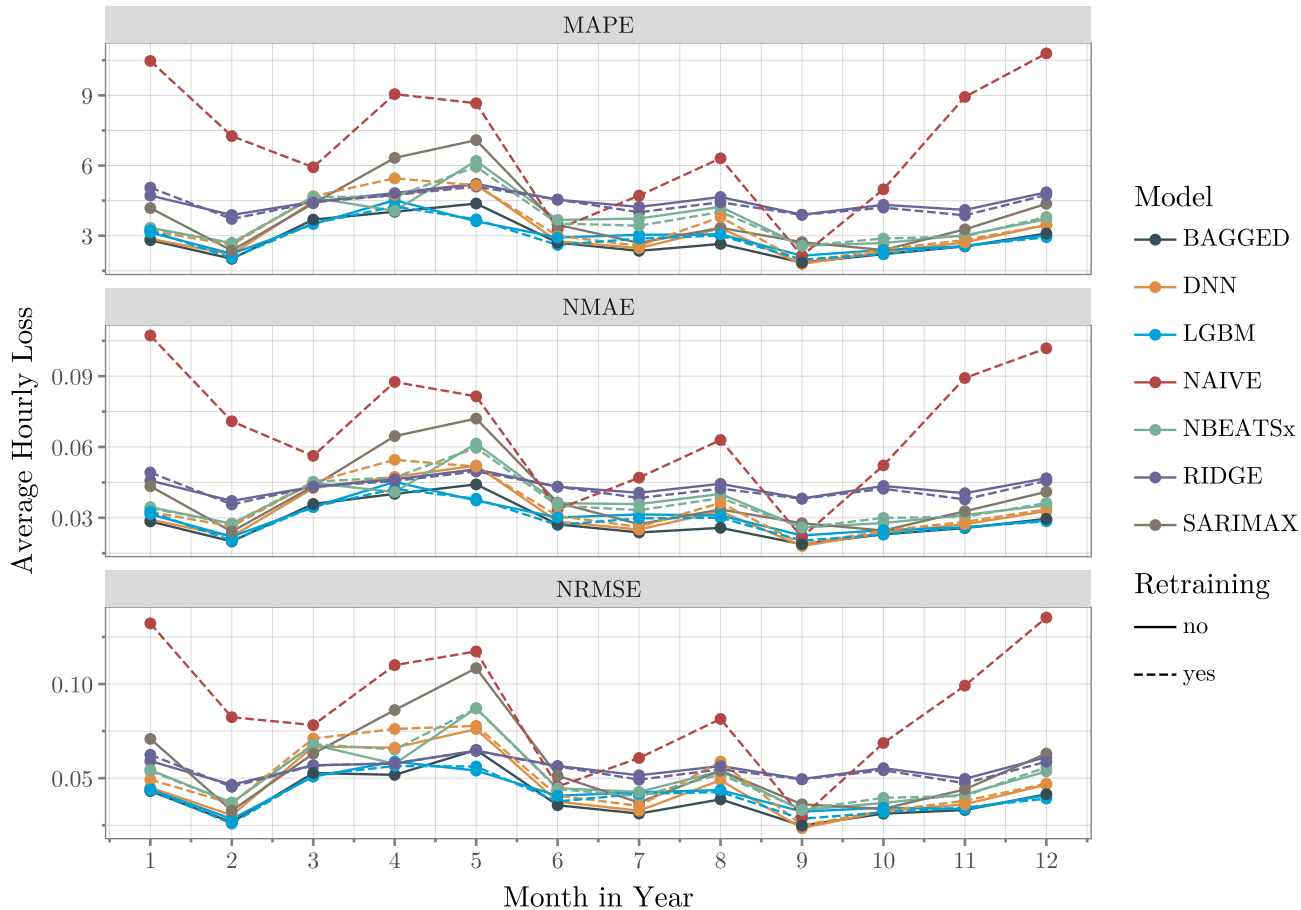 MAPE
9
6
3
NMAE
0.09
0.06
0.03
NRMSE
0.10
0.05
1 2 3 4 5 6 7 8 9 10 11 12
Month in Year
Average Hourly Loss
Model
BAGGED
DNN
LGBM
NAIVE
NBEATSx
RIDGE
SARIMAX
Retraining
no
yes